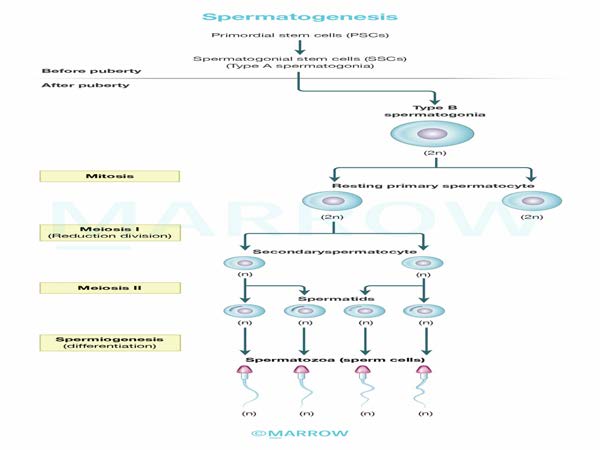 Spermatogenesis
Primordial stem cells (PSCs)
Spermatogonial stem cells (SSCs)
(Type A spermatogonia)
Before puberty
After puberty
Type B
spermatogonia
(2n)
Mitosis
Resting primary spermatocyte
MARROW
(2n) (2n)
Meiosis I
(Reduction division)
Secondaryspermatocyte
(n) (n)
Meiosis II
Spermatids
(n) (n) (n) (n)
Spermiogenesis
(differentiation)
Spermatozoa (sperm cells)
(n) (n) (n) (n)
©MARROW